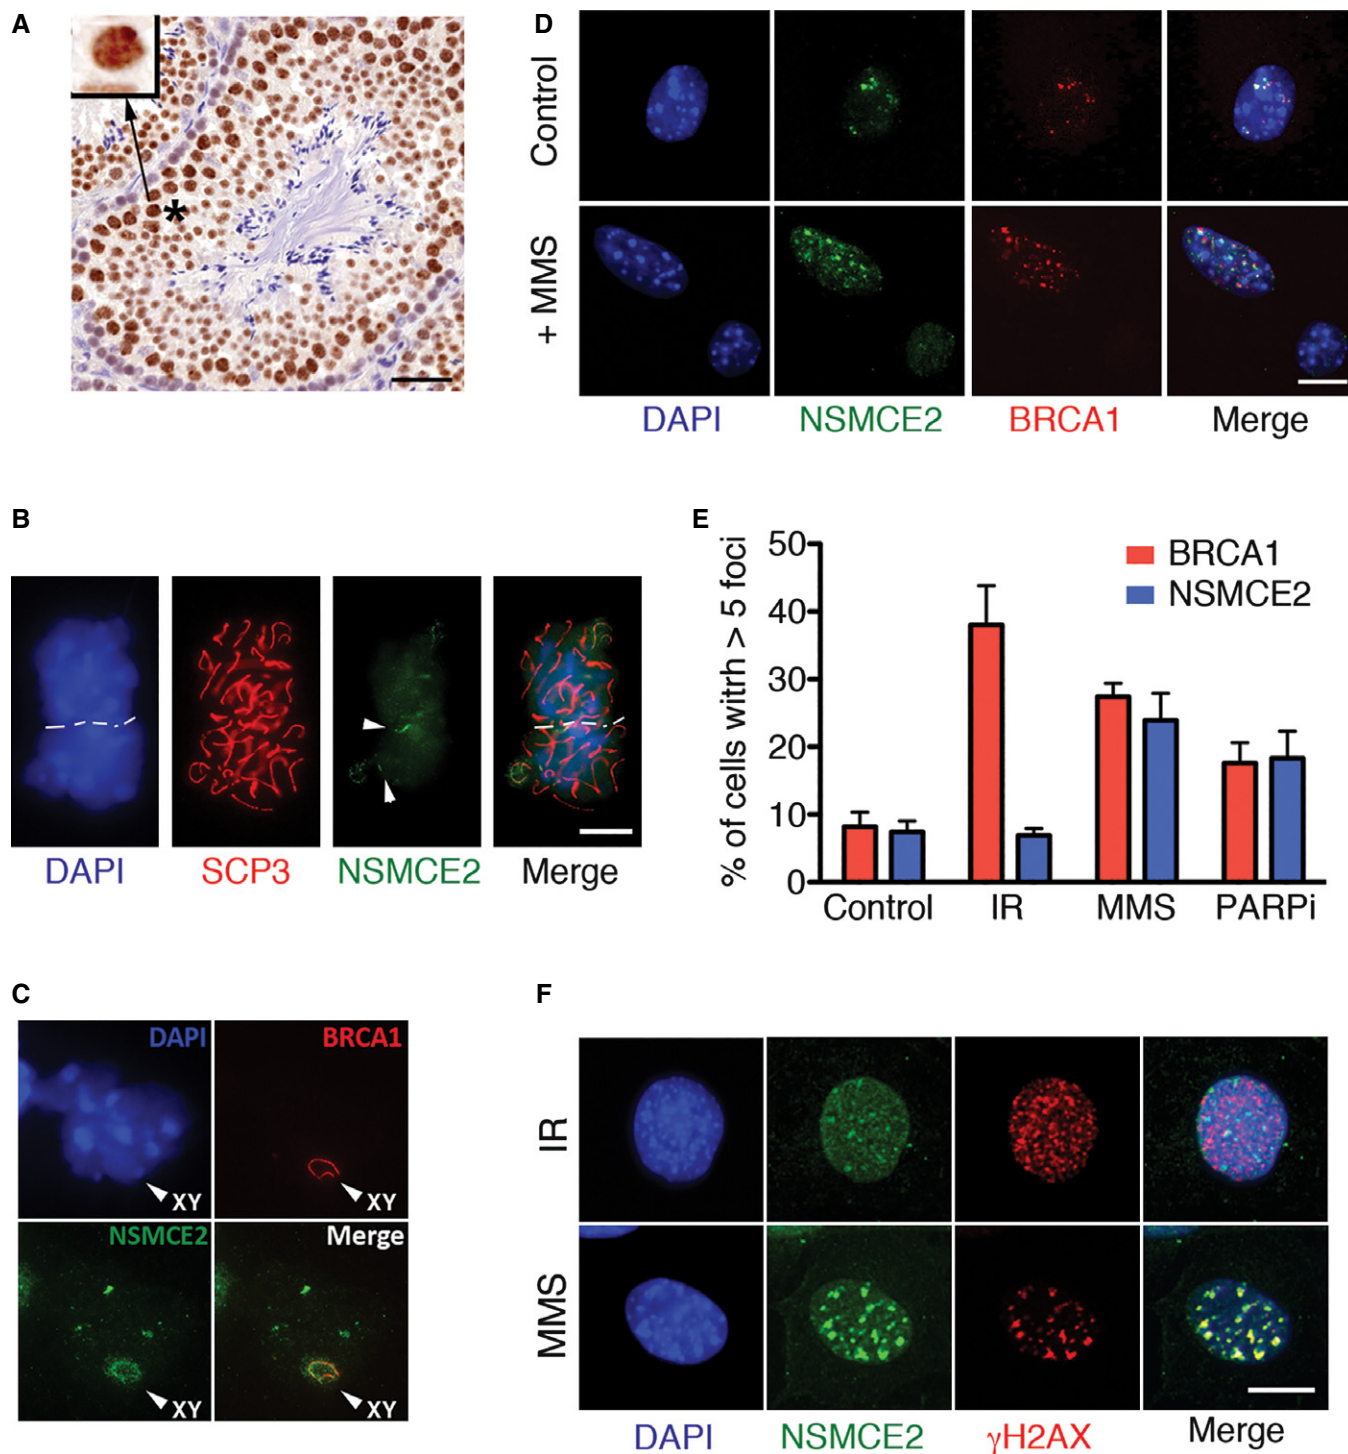 A
*
D
Control
+ MMS
DAPI NSMCE2 BRCA1 Merge
B
DAPI SCP3 NSMCE2 Merge
E
% of cells witrh > 5 foci
50
40
30
20
10
0
BRCA1
NSMCE2
Control IR MMS PARPi
C
DAPI BRCA1
XY XY
NSMCE2 Merge
XY XY
F
IR
MMS
DAPI NSMCE2 γH2AX Merge